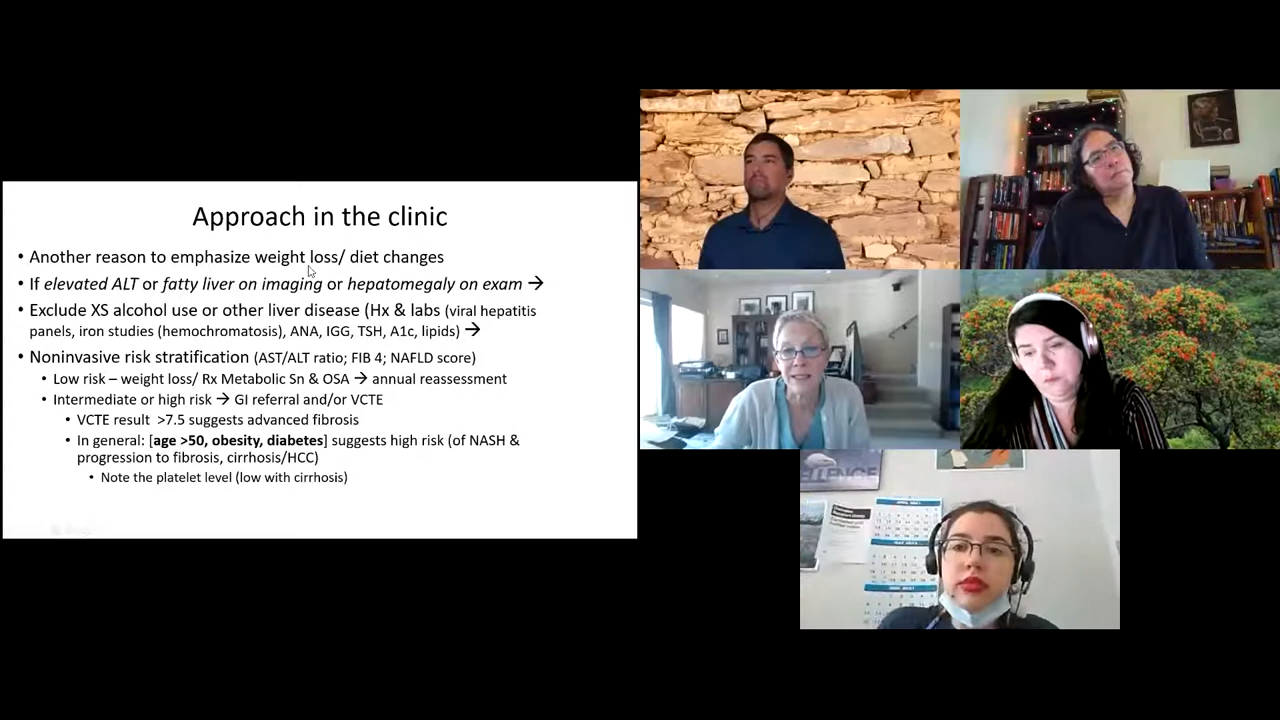 Approach in the clinic
• Another reason to emphasize weight loss/ diet changes
• If elevated ALT or fatty liver on imaging or hepatomegaly on exam →
• Exclude XS alcohol use or other liver disease (Hx & labs (viral hepatitis
panels, iron studies (hemochromatosis), ANA, IGG, TSH, A1c, lipids) →
• Noninvasive risk stratification (AST/ALT ratio; FIB 4; NAFLD score)
• Low risk – weight loss/ Rx Metabolic Sn & OSA → annual reassessment
• Intermediate or high risk → GI referral and/or VCTE
• VCTE result >7.5 suggests advanced fibrosis
• In general: [age >50, obesity, diabetes] suggests high risk (of NASH &
progression to fibrosis, cirrhosis/HCC)
• Note the platelet level (low with cirrhosis)
ELLENCE